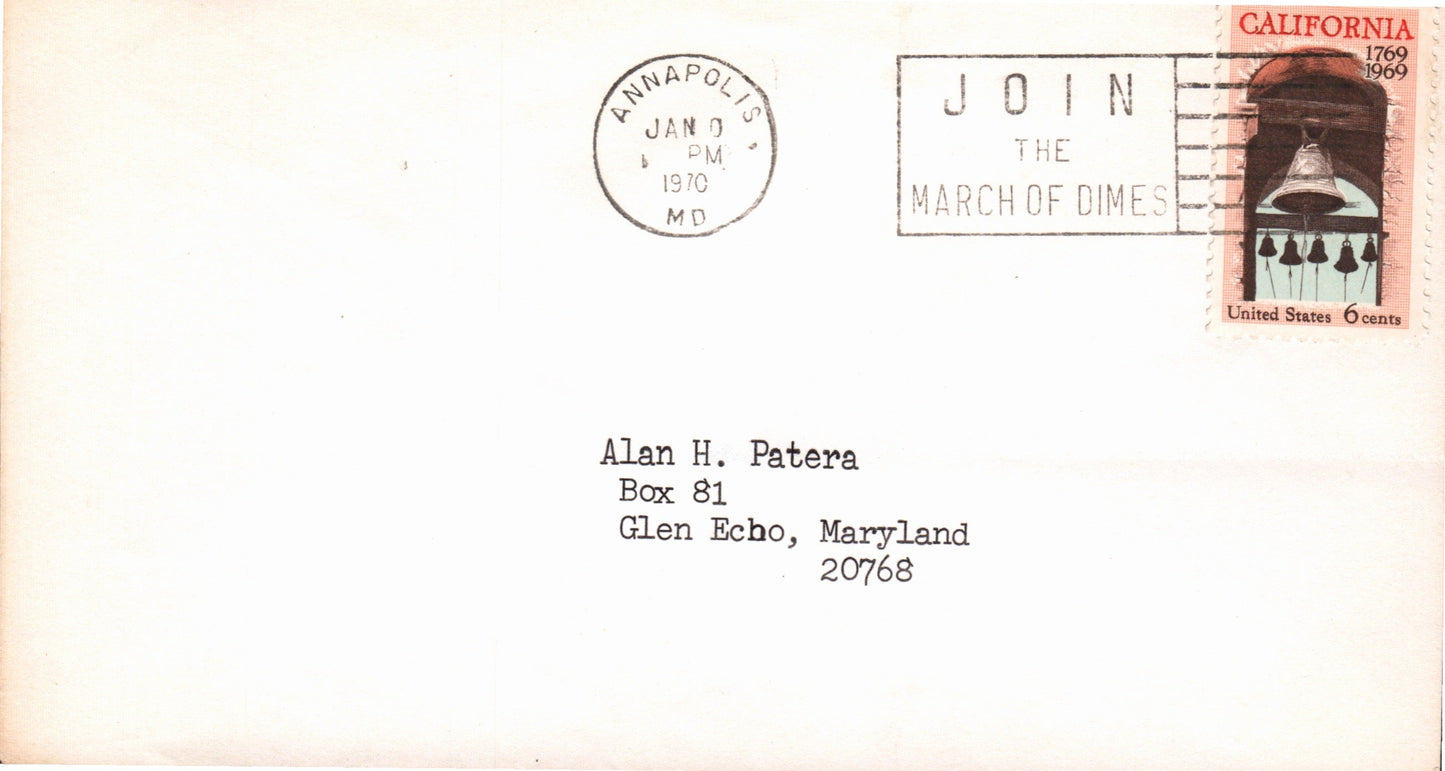 ANNAPOLIS
JAN
PM
1970
MD
JOIN
THE
MARCH OF DIMES
CALIFORNIA
1769
1969
United States 6 cents
Alan H. Patera
Box 81
Glen Echo, Maryland
20768